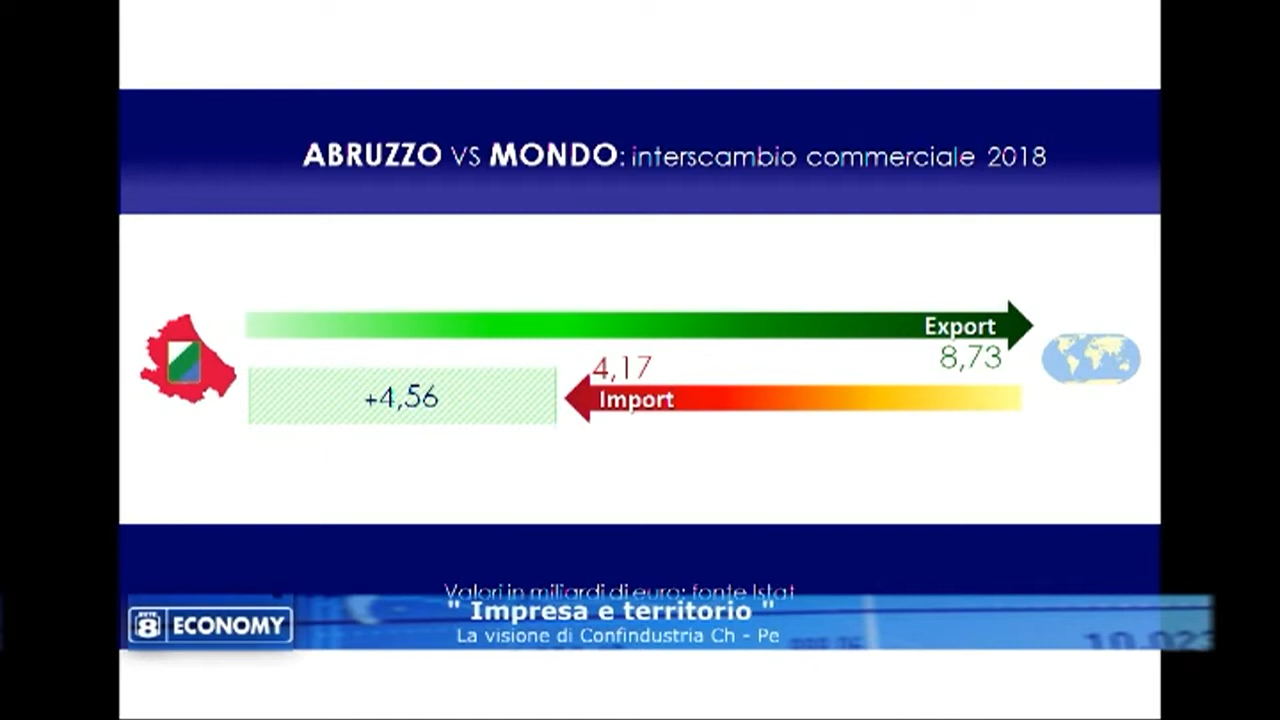 ABRUZZO VS MONDO: interscambio commerciale 2018
Export
8,73
4,17
+4,56
Import
Valori in miliardi di euro; fonte Istat
" Impresa e territorio "
RETE 8 ECONOMY
La visione di Confindustria Ch - Pe